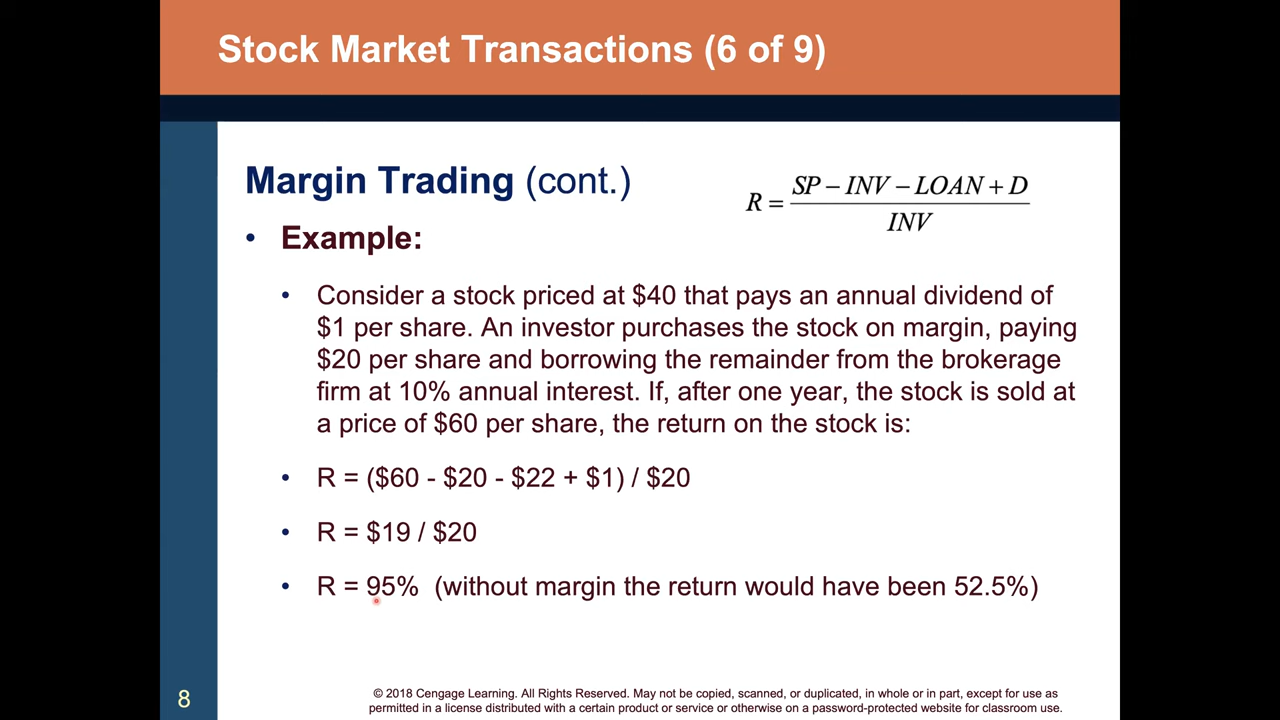 Stock Market Transactions (6 of 9)
Margin Trading (cont.)
R = SP − INV − LOAN + D / INV
• Example:
• Consider a stock priced at $40 that pays an annual dividend of
$1 per share. An investor purchases the stock on margin, paying
$20 per share and borrowing the remainder from the brokerage
firm at 10% annual interest. If, after one year, the stock is sold at
a price of $60 per share, the return on the stock is:
• R = ($60 - $20 - $22 + $1) / $20
• R = $19 / $20
• R = 95%  (without margin the return would have been 52.5%)
8
© 2018 Cengage Learning. All Rights Reserved. May not be copied, scanned, or duplicated, in whole or in part, except for use as
permitted in a license distributed with a certain product or service or otherwise on a password-protected website for classroom use.